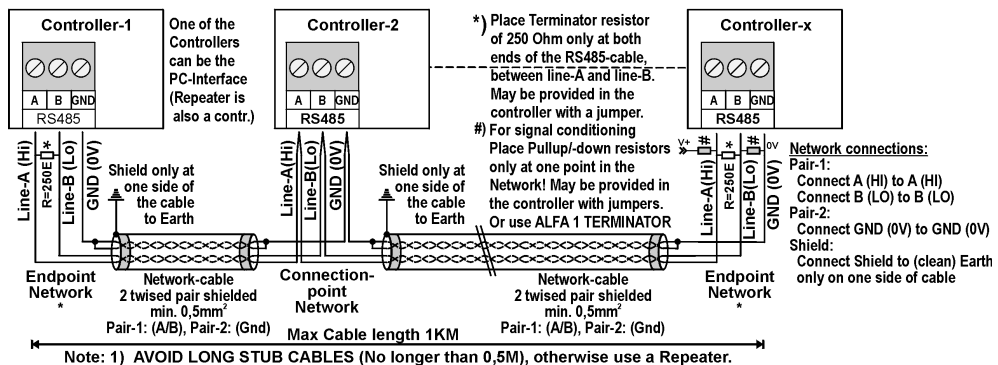 Controller-1
A B GND
RS485
One of the
Controllers
can be the
PC-Interface
(Repeater is
also a contr.)
Controller-2
A B GND
RS485
*) Place Terminator resistor
of 250 Ohm only at both
ends of the RS485-cable,
between line-A and line-B.
May be provided in the
controller with a jumper.
#) For signal conditioning
Place Pullup/-down resistors
only at one point in the
Network! May be provided in
the controller with jumpers.
Or use ALFA 1 TERMINATOR
Controller-x
A B GND
RS485
Line-A (Hi)
R=250E *
Line-B (Lo)
GND (0V)
Shield only at
one side of
the cable
to Earth
Line-A(Hi)
Line-B(Lo)
GND (0V)
Shield only at
one side of
the cable
to Earth
V+ # # 0V
Line-A(Hi)
R=250E *
Line-B(Lo)
GND (0V)
Network connections:
Pair-1:
Connect A (HI) to A (HI)
Connect B (LO) to B (LO)
Pair-2:
Connect GND (0V) to GND (0V)
Shield:
Connect Shield to (clean) Earth
only on one side of cable
Endpoint
Network
*
Network-cable
2 twised pair shielded
min. 0,5mm²
Pair-1: (A/B), Pair-2: (Gnd)
Connection-
point
Network
Network-cable
2 twised pair shielded
min. 0,5mm²
Pair-1: (A/B), Pair-2: (Gnd)
Endpoint
Network
*
Max Cable length 1KM
Note: 1) AVOID LONG STUB CABLES (No longer than 0,5M), otherwise use a Repeater.